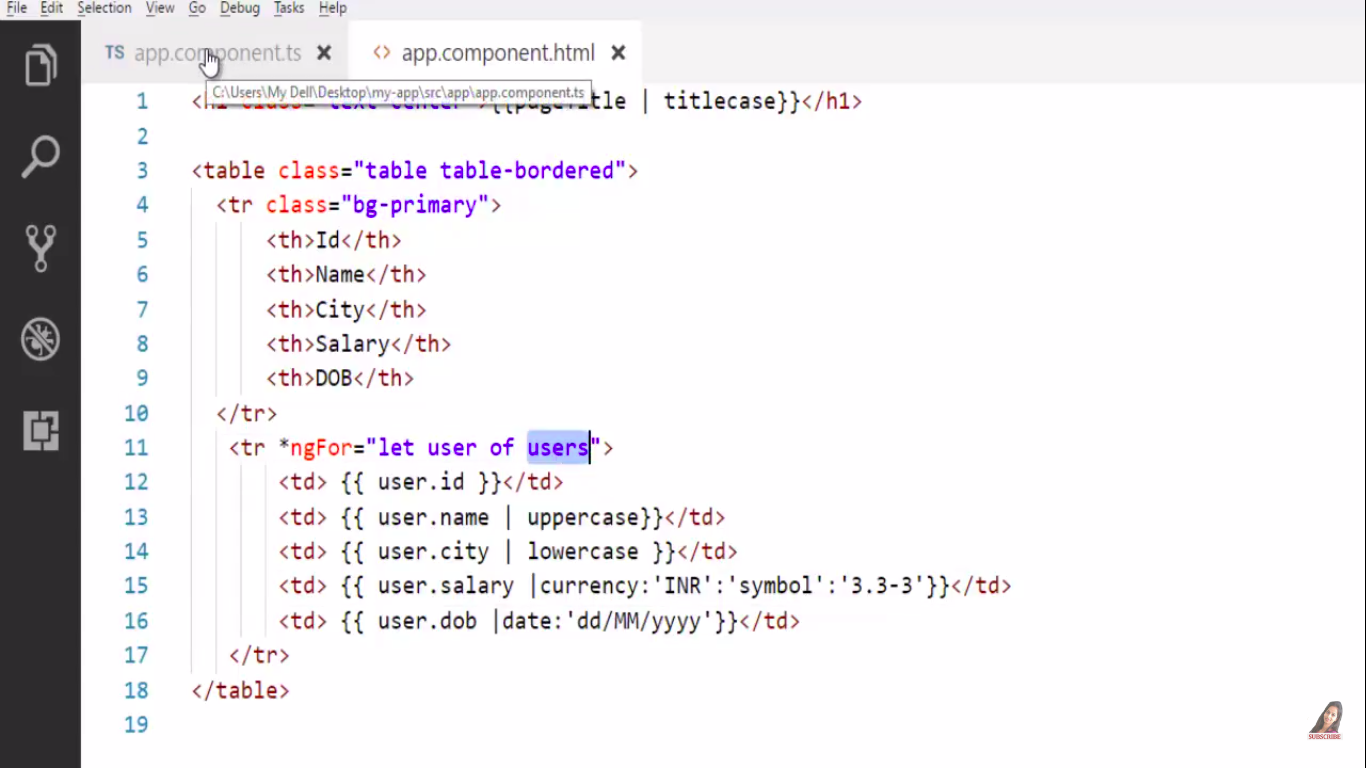 File Edit Selection View Go Debug Tasks Help
TS app.component.ts × <> app.component.html ×
C:\Users\My Dell\Desktop\my-app\src\app\app.component.ts
1 | titlecase}}</h1>
2
3 <table class="table table-bordered">
4 <tr class="bg-primary">
5 <th>Id</th>
6 <th>Name</th>
7 <th>City</th>
8 <th>Salary</th>
9 <th>DOB</th>
10 </tr>
11 <tr *ngFor="let user of users">
12 <td> {{ user.id }}</td>
13 <td> {{ user.name | uppercase}}</td>
14 <td> {{ user.city | lowercase }}</td>
15 <td> {{ user.salary |currency:'INR':'symbol':'3.3-3'}}</td>
16 <td> {{ user.dob |date:'dd/MM/yyyy'}}</td>
17 </tr>
18 </table>
19
SUBSCRIBE